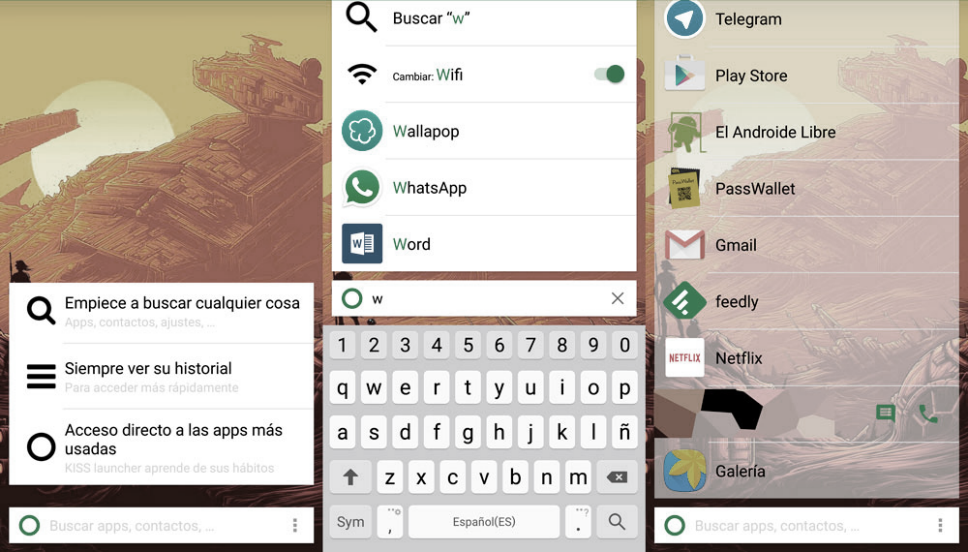 Empiece a buscar cualquier cosa
Apps, contactos, ajustes, ...
Siempre ver su historial
Para acceder más rápidamente
Acceso directo a las apps más
usadas
KISS launcher aprende de sus hábitos
Buscar apps, contactos, ...
Buscar “w”
Cambiar: Wifi
Wallapop
WhatsApp
W
Word
w
1 2 3 4 5 6 7 8 9 0
q w e r t y u i o p
a s d f g h j k l ñ
z x c v b n m
Sym , Español(ES) .
Telegram
Play Store
El Androide Libre
PassWallet
PassWallet
Gmail
feedly
NETFLIX
Netflix
Galería
Buscar apps, contactos, ...